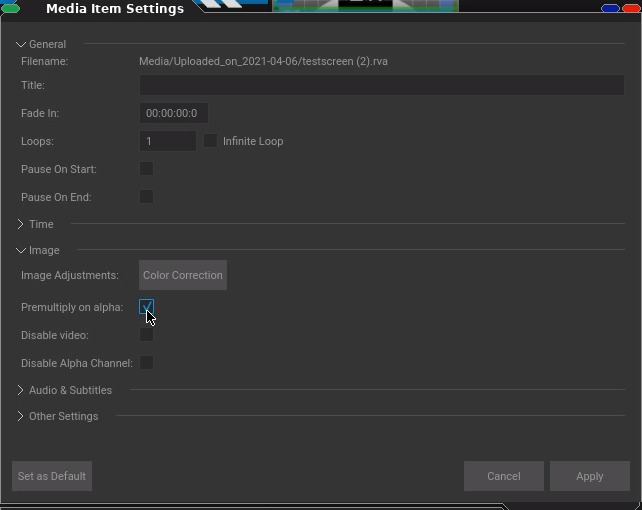 Media Item Settings
General
Filename: Media/Uploaded_on_2021-04-06/testscreen (2).rva
Title:
Fade In: 00:00:00:0
Loops: 1 Infinite Loop
Pause On Start:
Pause On End:
Time
Image
Image Adjustments: Color Correction
Premultiply on alpha:
Disable video:
Disable Alpha Channel:
Audio & Subtitles
Other Settings
Set as Default Cancel Apply